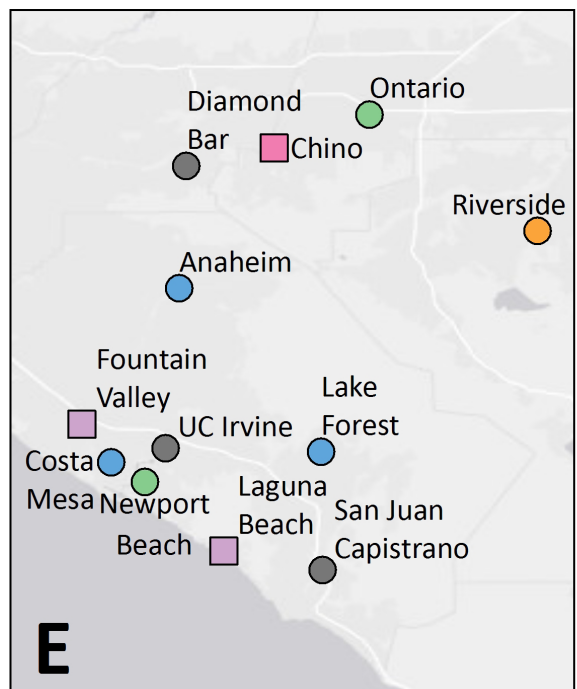 Ontario
Diamond
Bar
Chino
Riverside
Anaheim
Fountain
Valley
Lake
Forest
UC Irvine
Costa
Mesa
Newport
Beach
Laguna
Beach
San Juan
Capistrano
E